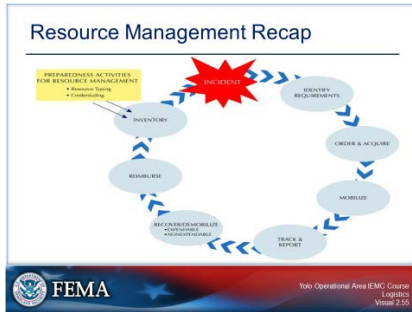 Resource Management Recap
PREPAREDNESS ACTIVITIES
FOR RESOURCE MANAGEMENT
• Resource Typing
• Credentialing
INCIDENT
IDENTIFY
REQUIREMENTS
ORDER & ACQUIRE
MOBILIZE
TRACK &
REPORT
RECOVER/DEMOBILIZE
•EXPENDABLE
•NONEXPENDABLE
REIMBURSE
INVENTORY
FEMA
Yolo Operational Area IEMC Course
Logistics
Visual 2.55